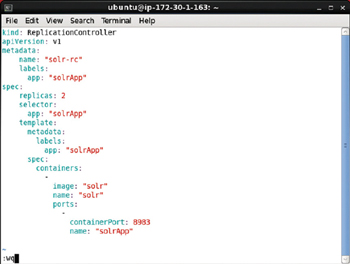 ubuntu@ip-172-30-1-163: ~
File Edit View Search Terminal Help
kind: ReplicationController
apiVersion: v1
metadata:
    name: "solr-rc"
    labels:
      app: "solrApp"
spec:
    replicas: 2
    selector:
      app: "solrApp"
    template:
      metadata:
        labels:
          app: "solrApp"
      spec:
        containers:
          -
            image: "solr"
            name: "solr"
            ports:
              -
                containerPort: 8983
                name: "solrApp"
~
:wq